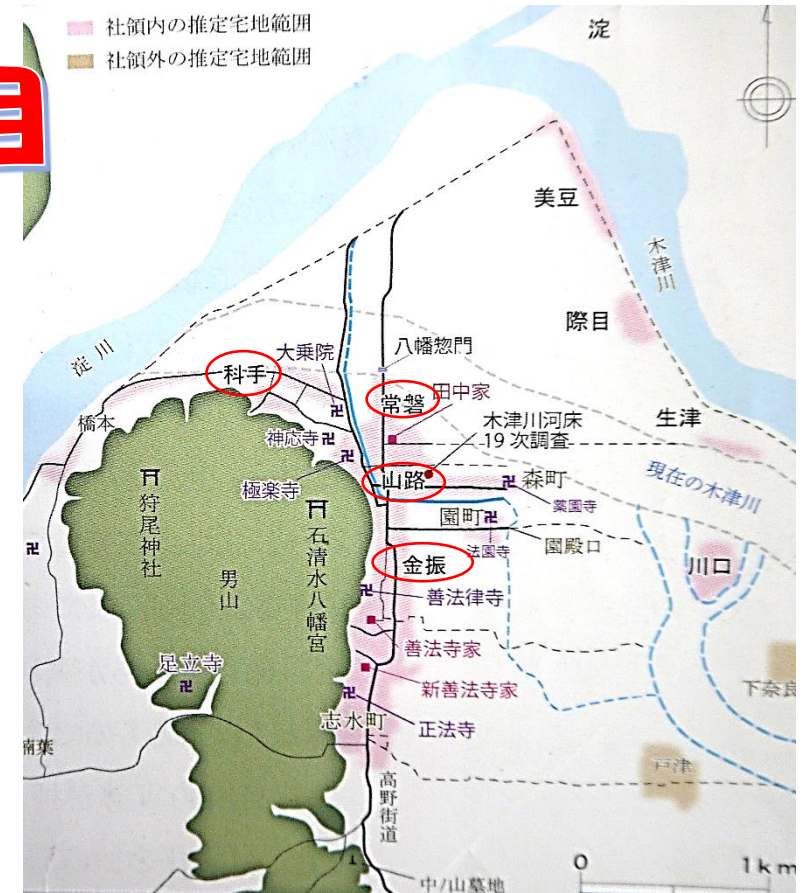 社領内の推定宅地範囲
社領外の推定宅地範囲
淀
美豆
木津川
際目
淀川
八幡惣門
大乗院
科手
常磐
田中家
木津川河床
19次調査
生津
橋本
神応寺
極楽寺
山路
森町
薬園寺
現在の木津川
園町
法園寺
園殿口
狩尾神社
男山
石清水八幡宮
金振
川口
善法律寺
善法寺家
足立寺
新善法寺家
下奈良
志水町
正法寺
戸津
高野街道
0
1km
中ノ山墓地